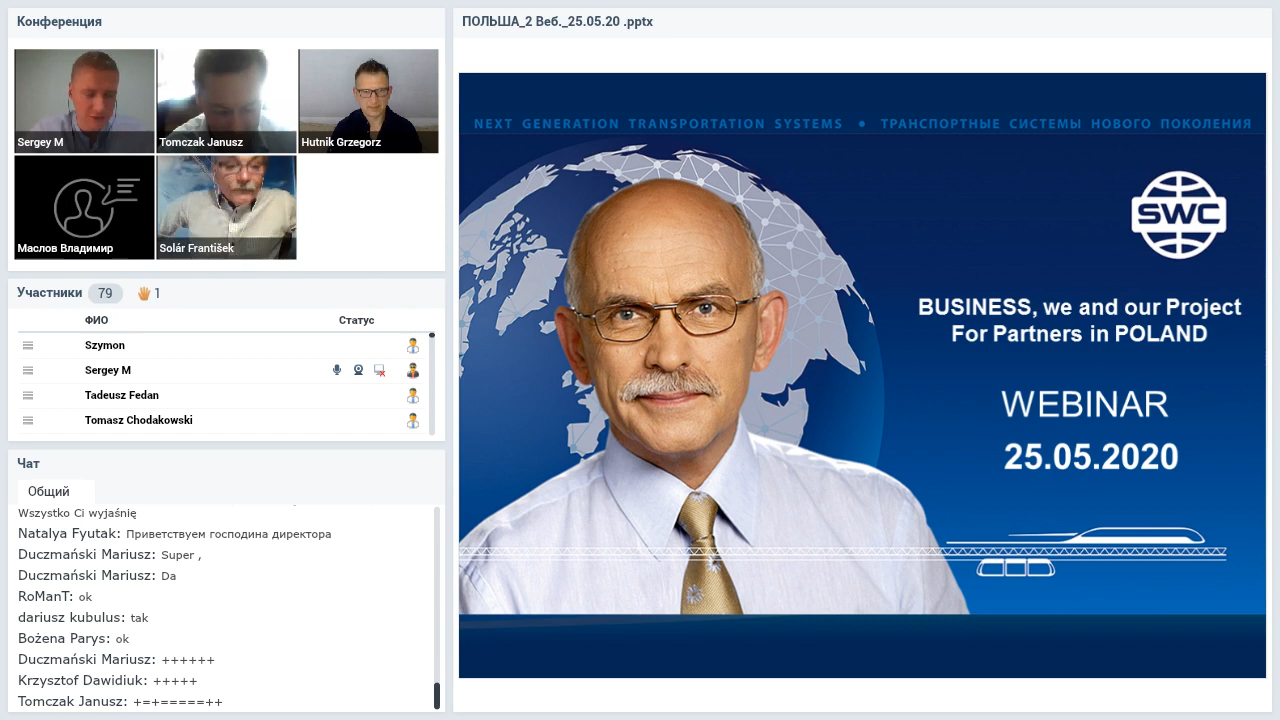 Конференция
Sergey M
Tomczak Janusz
Hutnik Grzegorz
Маслов Владимир
Solár František
Участники 79 1
ФИО Статус
Szymon
Sergey M
Tadeusz Fedan
Tomasz Chodakowski
Чат
Общий
Wszystko Ci wyjaśnię
Natalya Fyutak: Приветствуем господина директора
Duczmański Mariusz: Super ,
Duczmański Mariusz: Da
RoManT: ok
dariusz kubulus: tak
Bożena Parys: ok
Duczmański Mariusz: ++++++
Krzysztof Dawidiuk: +++++
Tomczak Janusz: +=+=====++
ПОЛЬША_2 Веб._25.05.20 .pptx
NEXT GENERATION TRANSPORTATION SYSTEMS • ТРАНСПОРТНЫЕ СИСТЕМЫ НОВОГО ПОКОЛЕНИЯ
SWC
BUSINESS, we and our Project
For Partners in POLAND
WEBINAR
25.05.2020